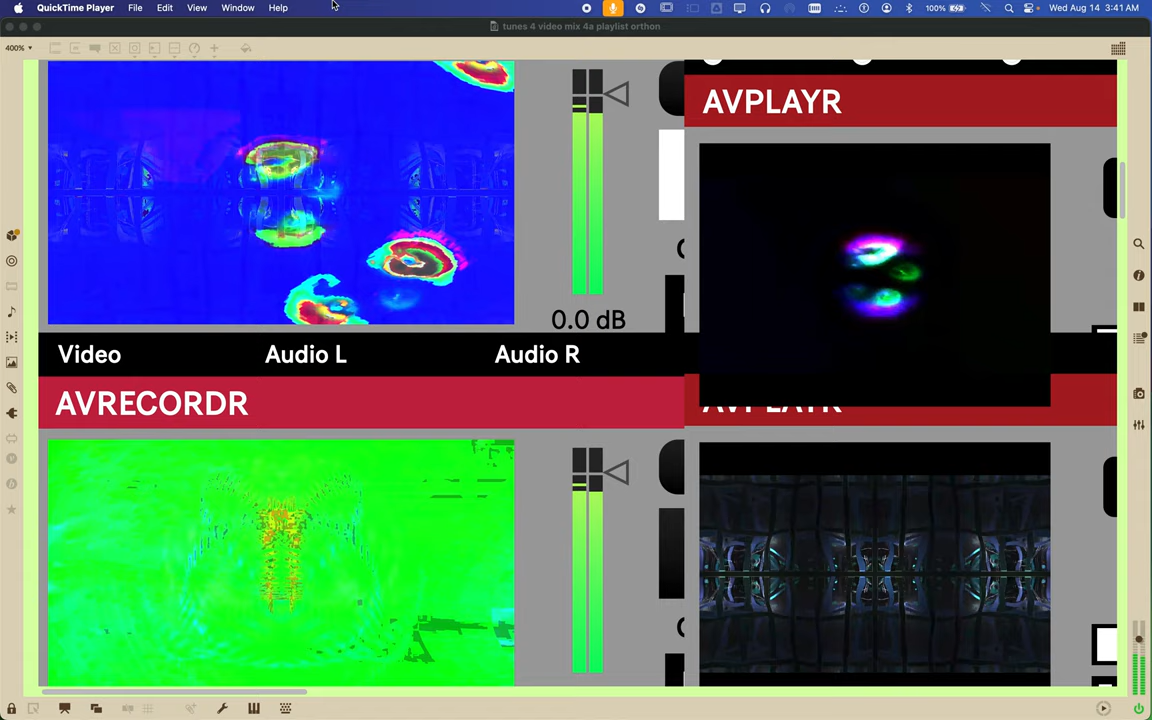 QuickTime Player File Edit View Window Help 100% Wed Aug 14 3:41 AM
tunes 4 video mix 4a playlist orthon
400%
AVPLAYR
0.0 dB
Video Audio L Audio R
AVRECORDR
AVPLAYR